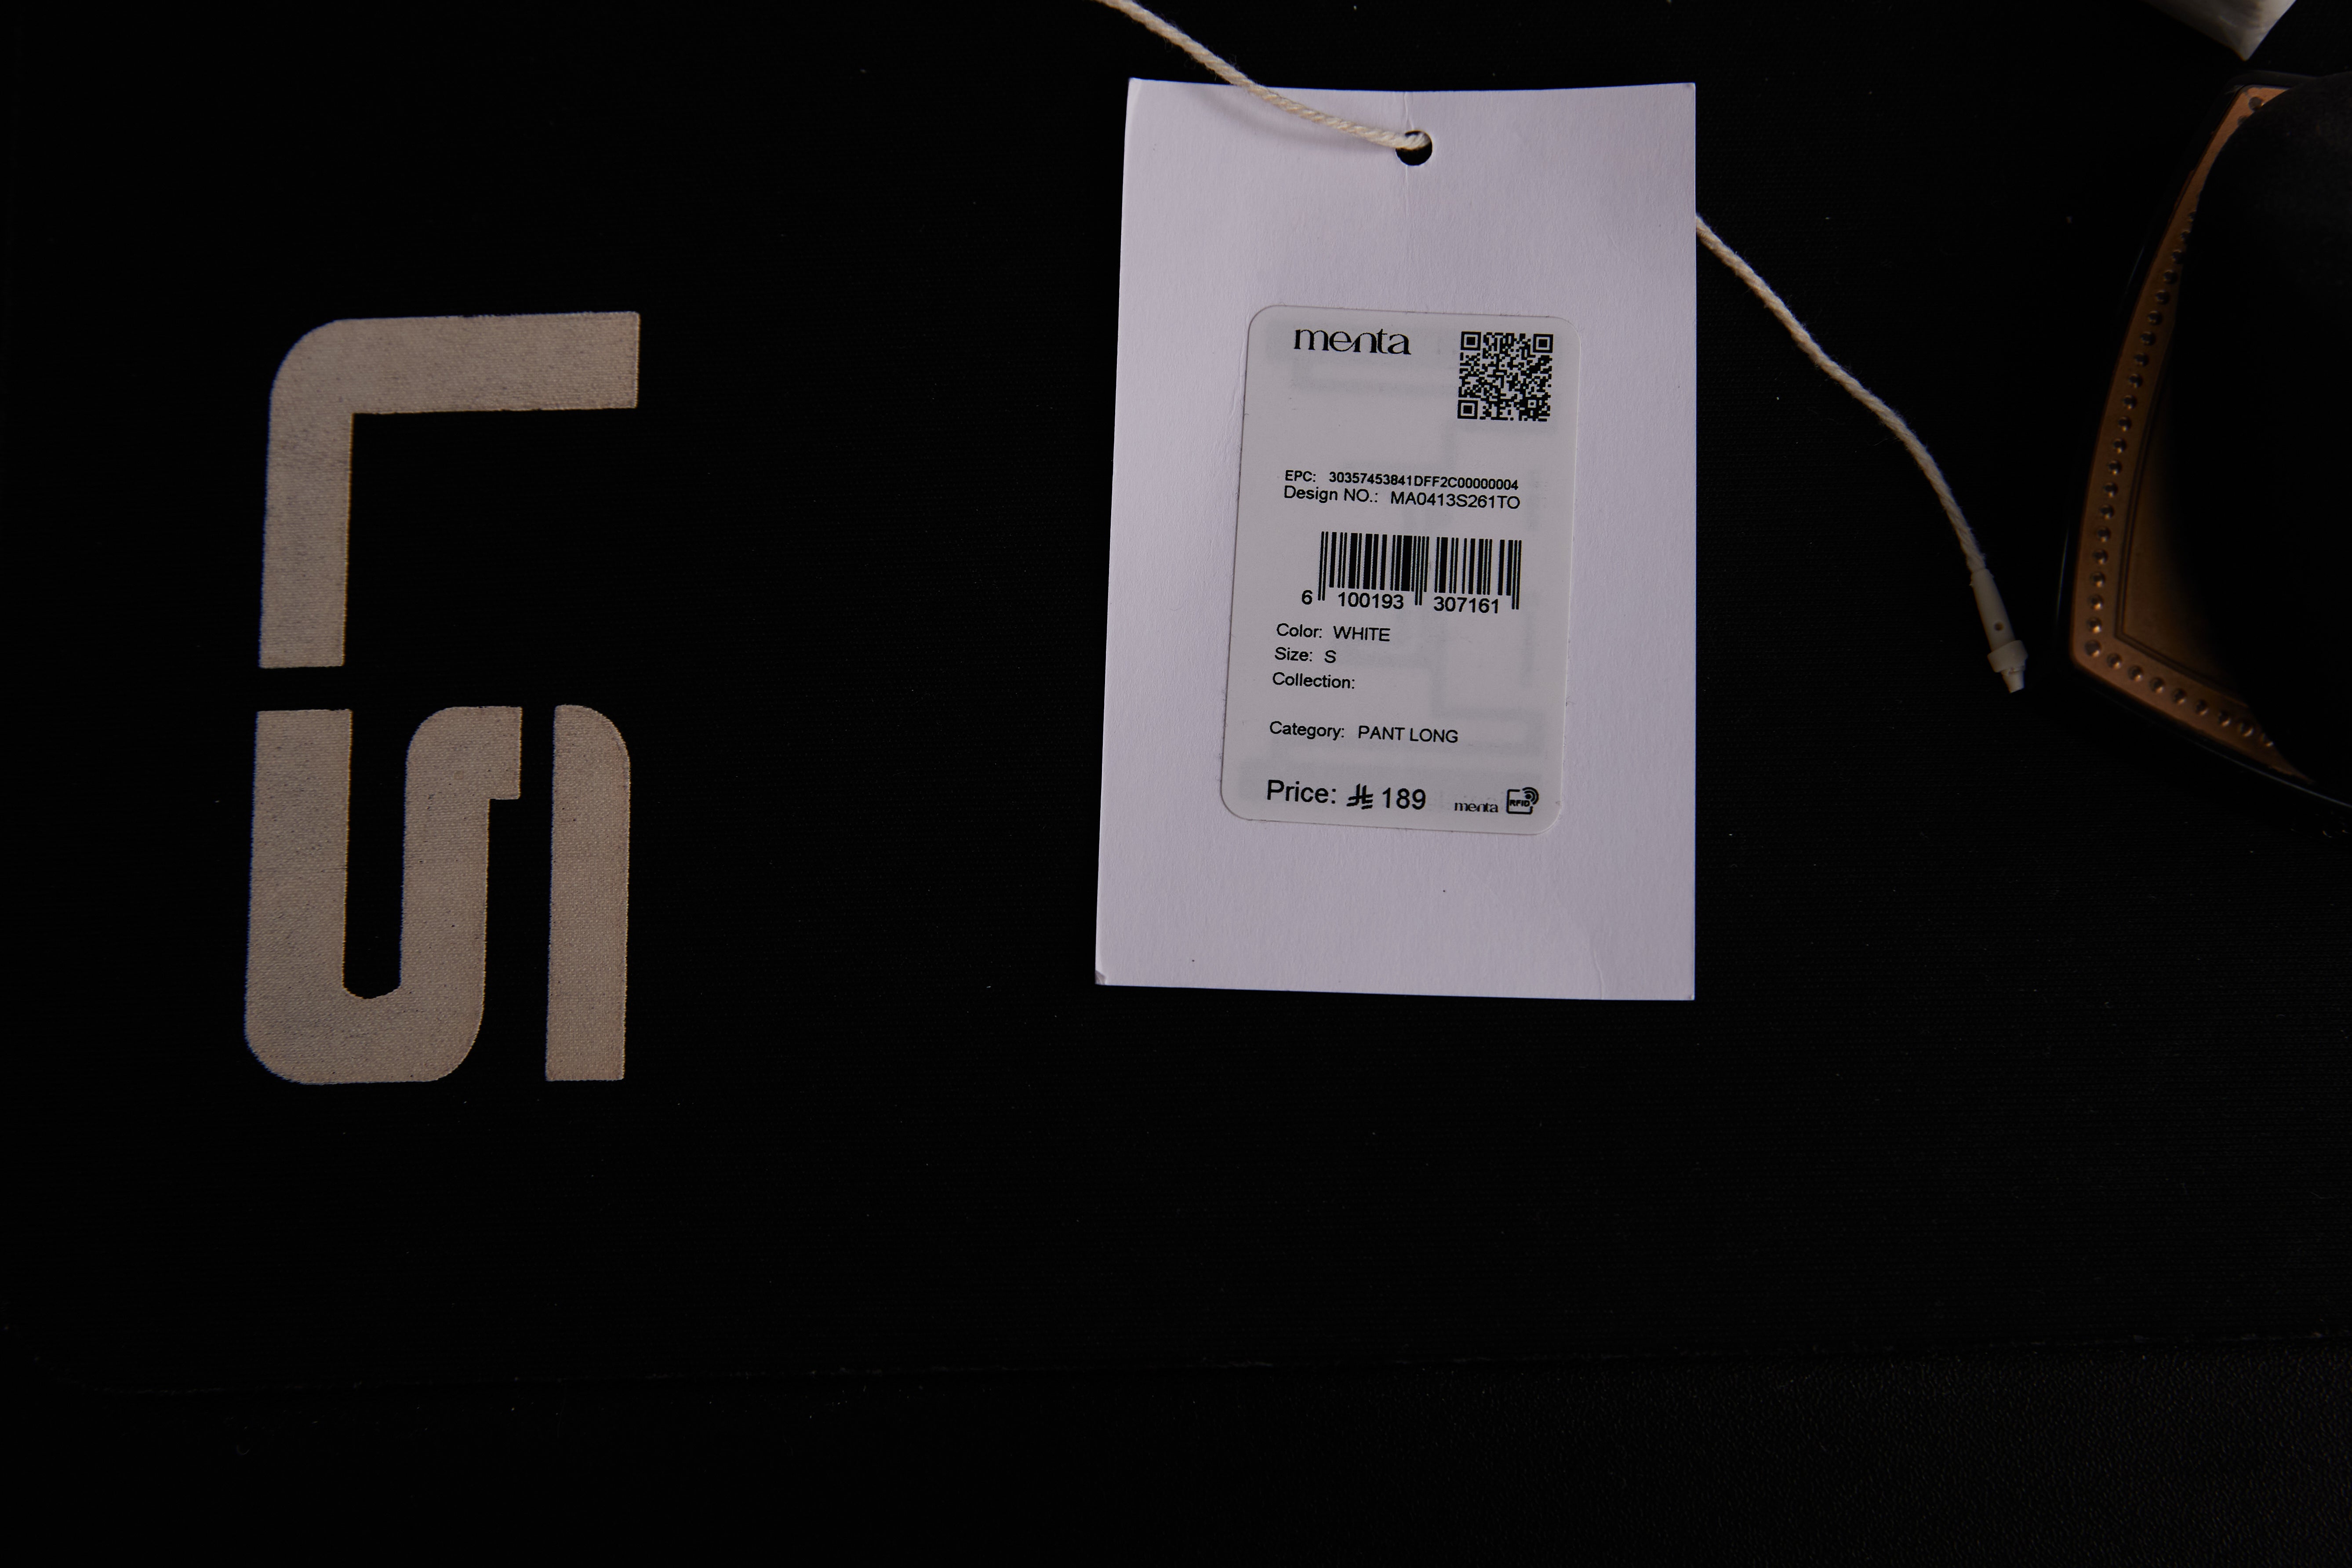 menta
EPC: 30357453841DFF2C00000004
Design NO.: MA0413S261TO
6 100193 307161
Color: WHITE
Size: S
Collection:
Category: PANT LONG
Price: ⃁ 189
menta RFID